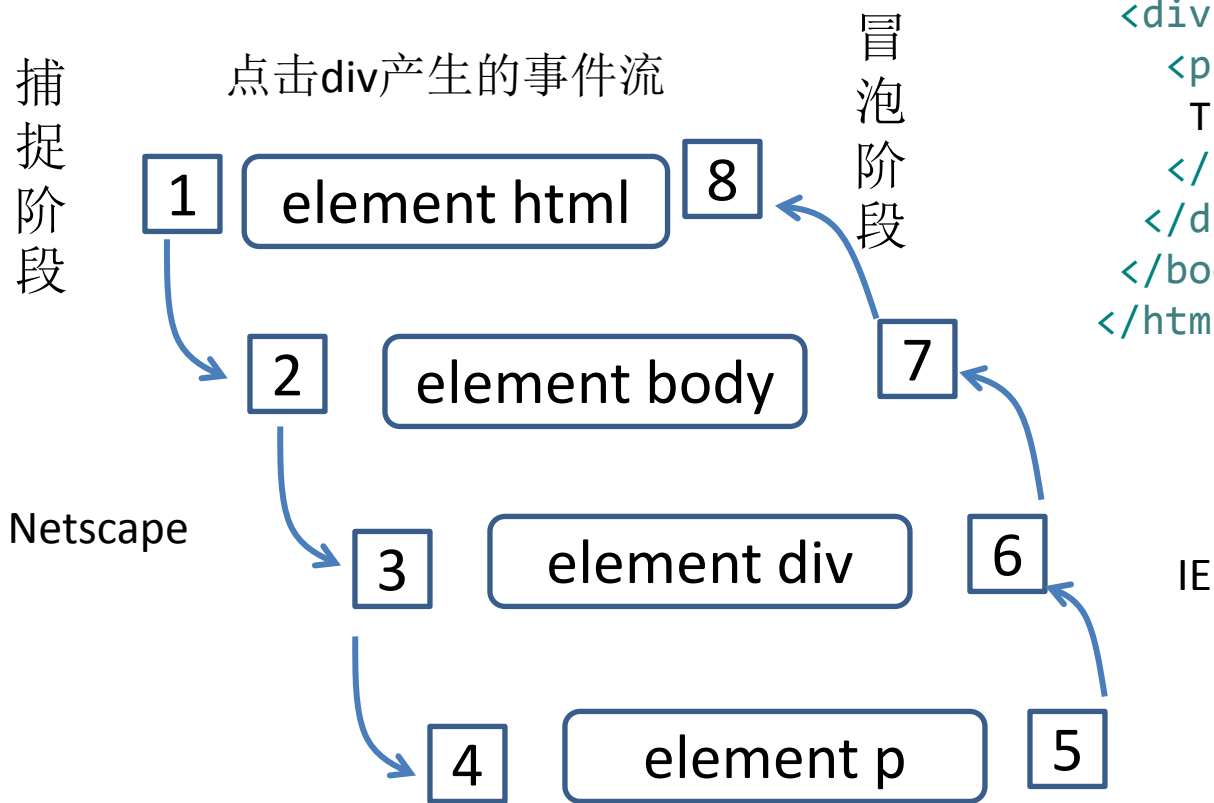 捕捉阶段
点击div产生的事件流
冒泡阶段
<div
<p
T
</
</d
</bo
</htm
1
element html
8
2
element body
7
Netscape
3
element div
6
IE
4
element p
5